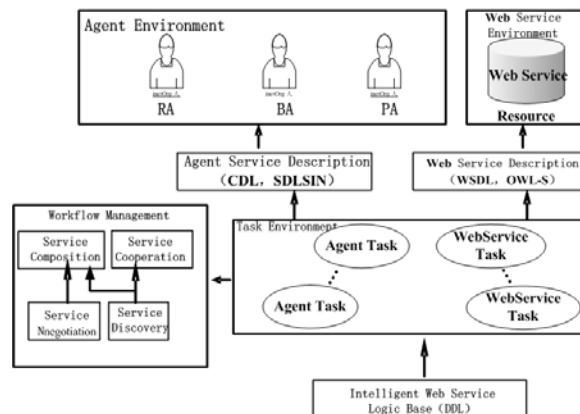 Agent Environment
RA
BA
PA
Web Service
Environment
Web Service
Resource
Agent Service Description
（CDL，SDLSIN）
Web Service Description
（WSDL，OWL-S）
Workflow Management
Service
Composition
Service
Cooperation
Service
Nnegotiation
Service
Discovery
Task Environment
Agent Task
Agent Task
WebService
Task
WebService
Task
Intelligent Web Service
Logic Base（DDL）